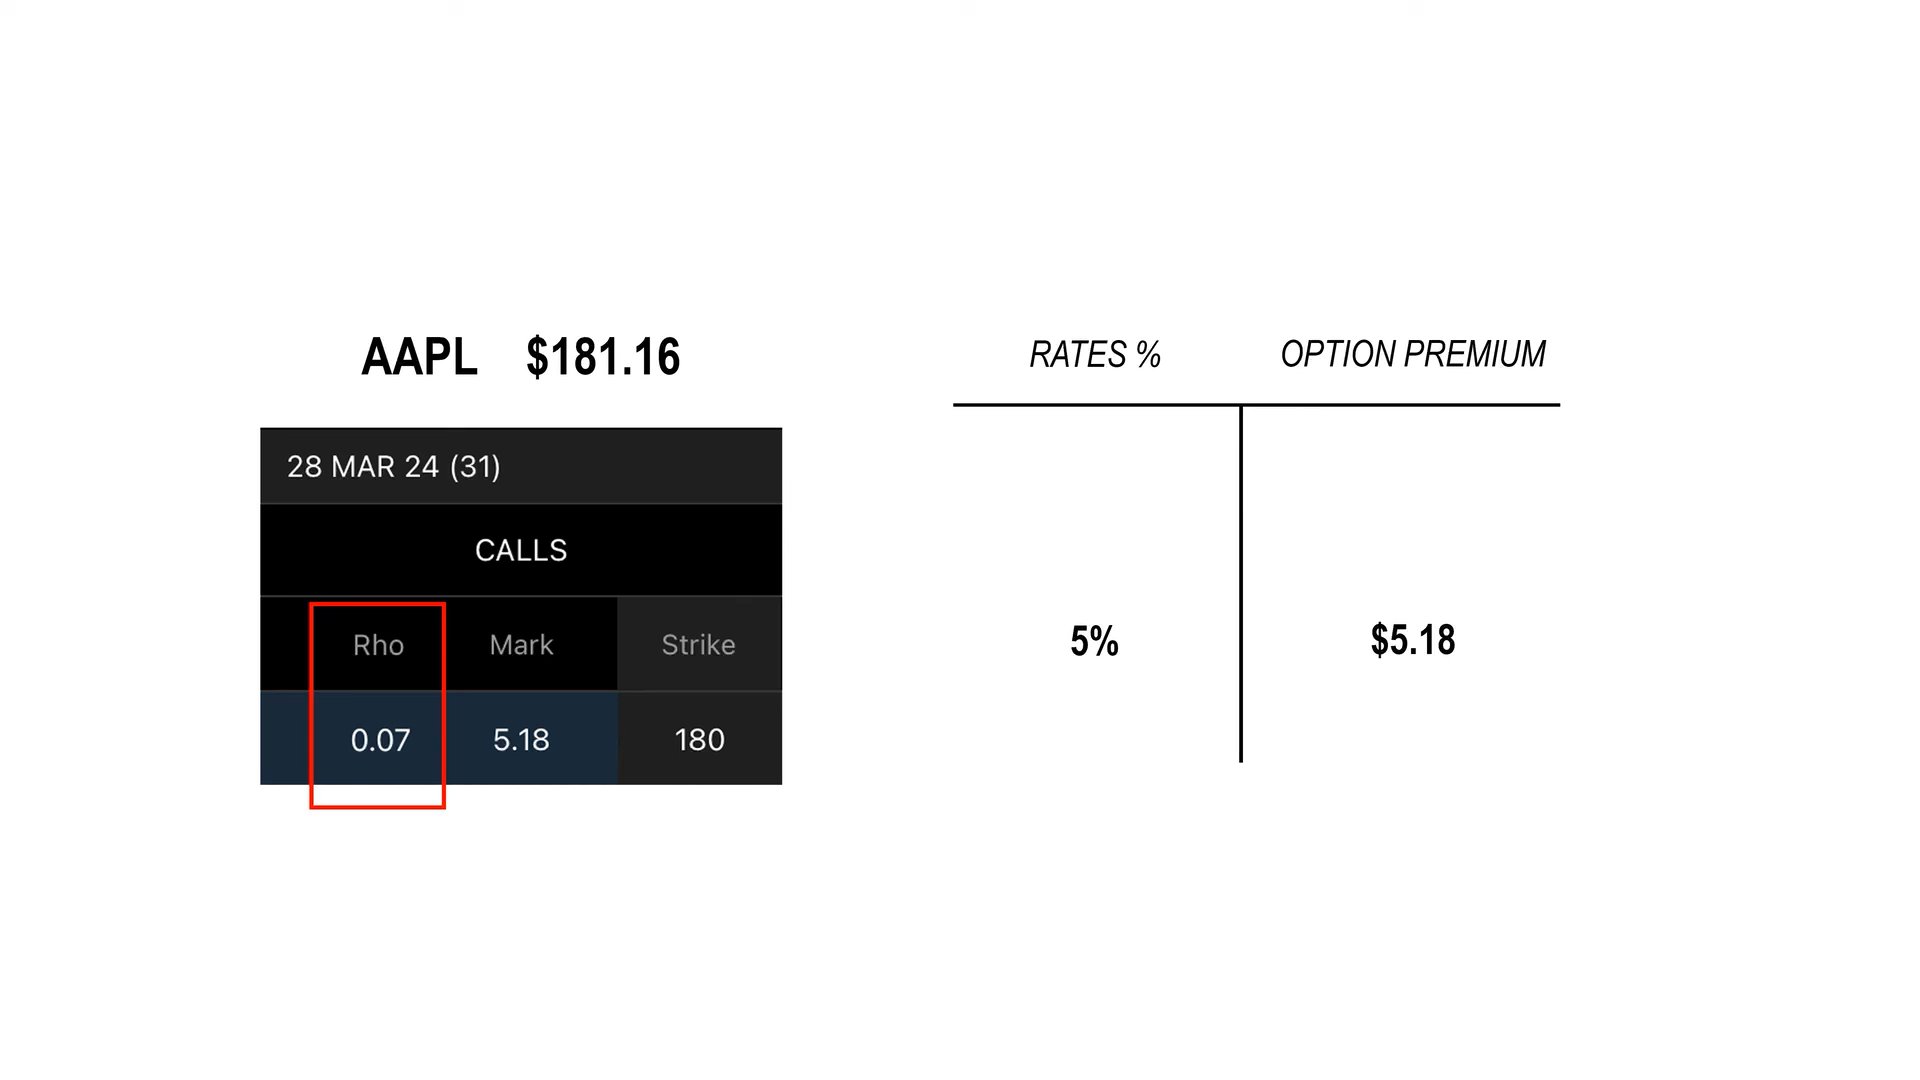 AAPL $181.16
28 MAR 24 (31)
CALLS
Rho Mark Strike
0.07 5.18 180
RATES % OPTION PREMIUM
5% $5.18